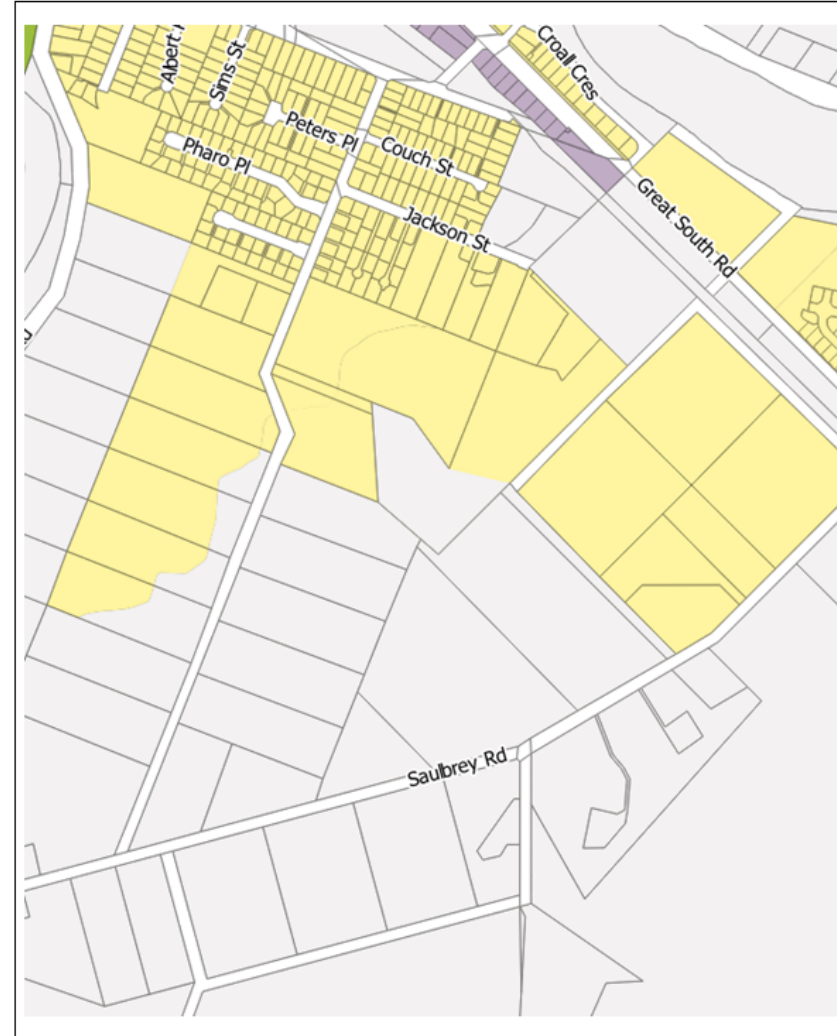 Croall Cres
Albert
Sims St
Peters Pl
Couch St
Pharo Pl
Great South Rd
Jackson St
Saulbrey Rd